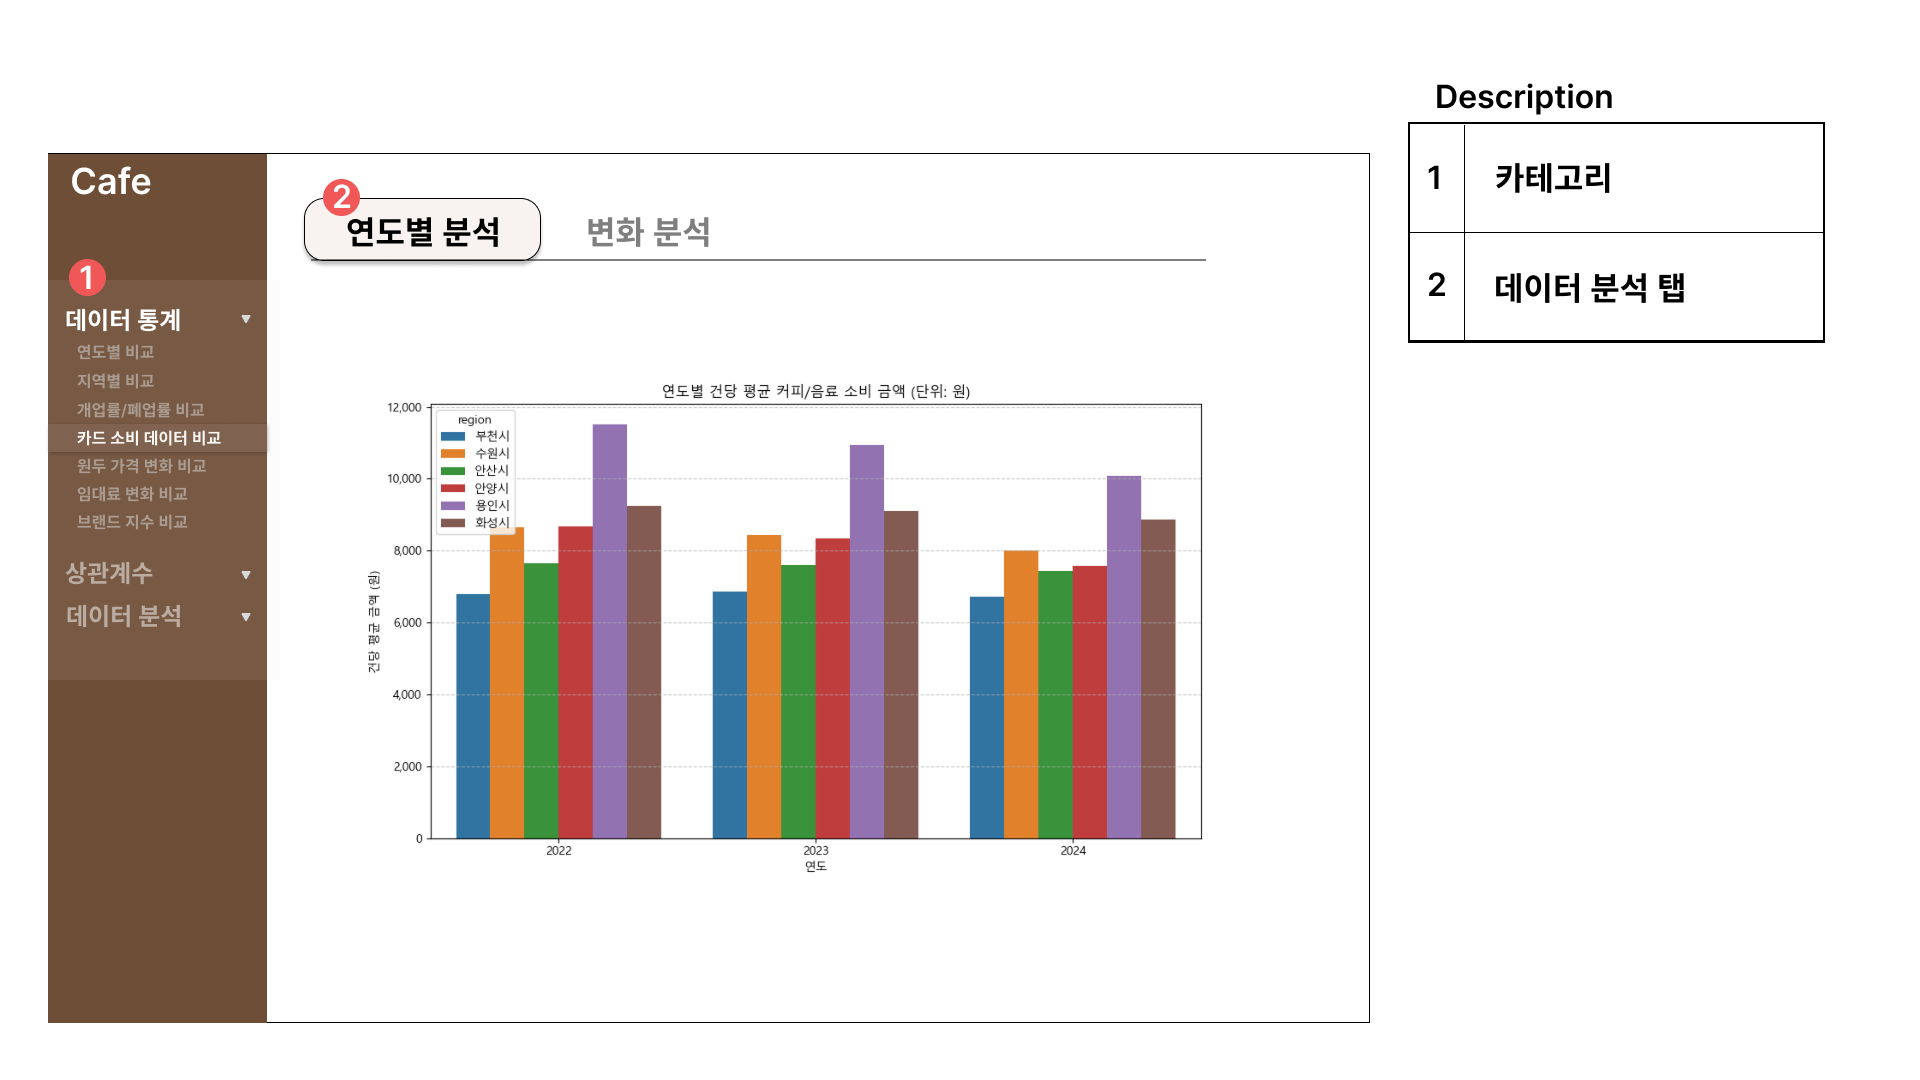 Description
1 카테고리
2 데이터 분석 탭
Cafe
1
데이터 통계 ▼
연도별 비교
지역별 비교
개업률/폐업률 비교
카드 소비 데이터 비교
원두 가격 변화 비교
임대료 변화 비교
브랜드 지수 비교
상관계수 ▼
데이터 분석 ▼
2
연도별 분석 변화 분석
연도별 건당 평균 커피/음료 소비 금액 (단위: 원)
건당 평균 금액 (원)
12,000
10,000
8,000
6,000
4,000
2,000
0
region
부천시
수원시
안산시
안양시
용인시
화성시
2022 2023 2024
연도